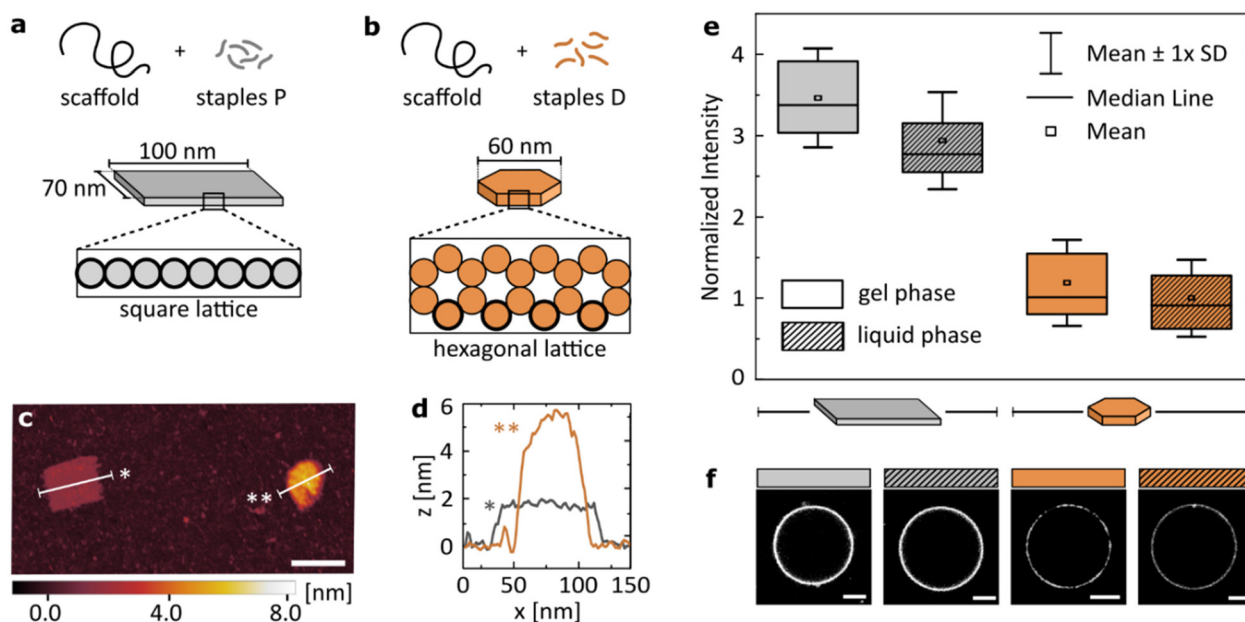 a
+
scaffold
staples P
100 nm
70 nm
square lattice
b
+
scaffold
staples D
60 nm
hexagonal lattice
c
*
**
0.0
4.0
8.0
[nm]
d
6
4
2
0
z [nm]
**
*
0
50
100
150
x [nm]
e
4
3
2
1
0
Normalized Intensity
Mean ± 1x SD
Median Line
Mean
gel phase
liquid phase
f